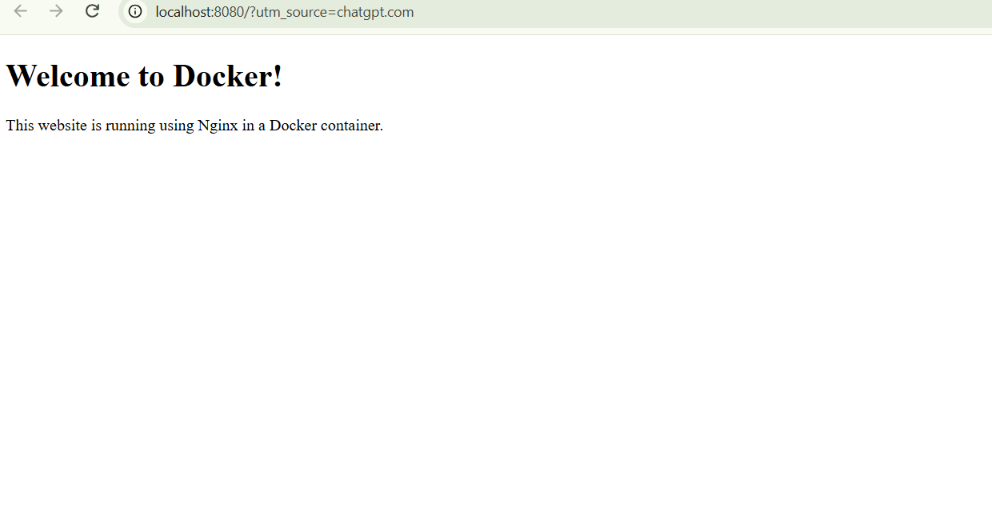 localhost:8080/?utm_source=chatgpt.com
Welcome to Docker!
This website is running using Nginx in a Docker container.